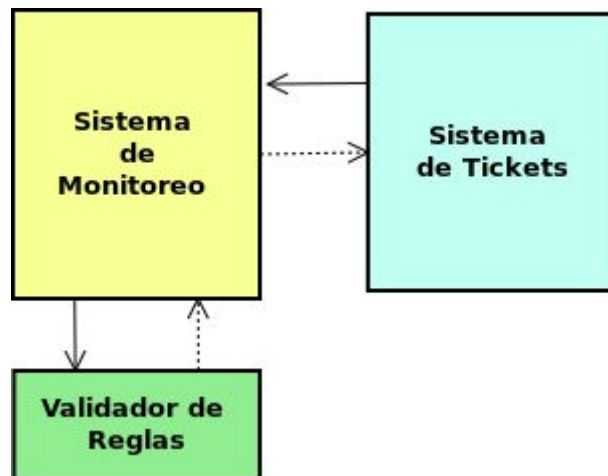 Sistema
de
Monitoreo
Sistema
de Tickets
Validador de
Reglas